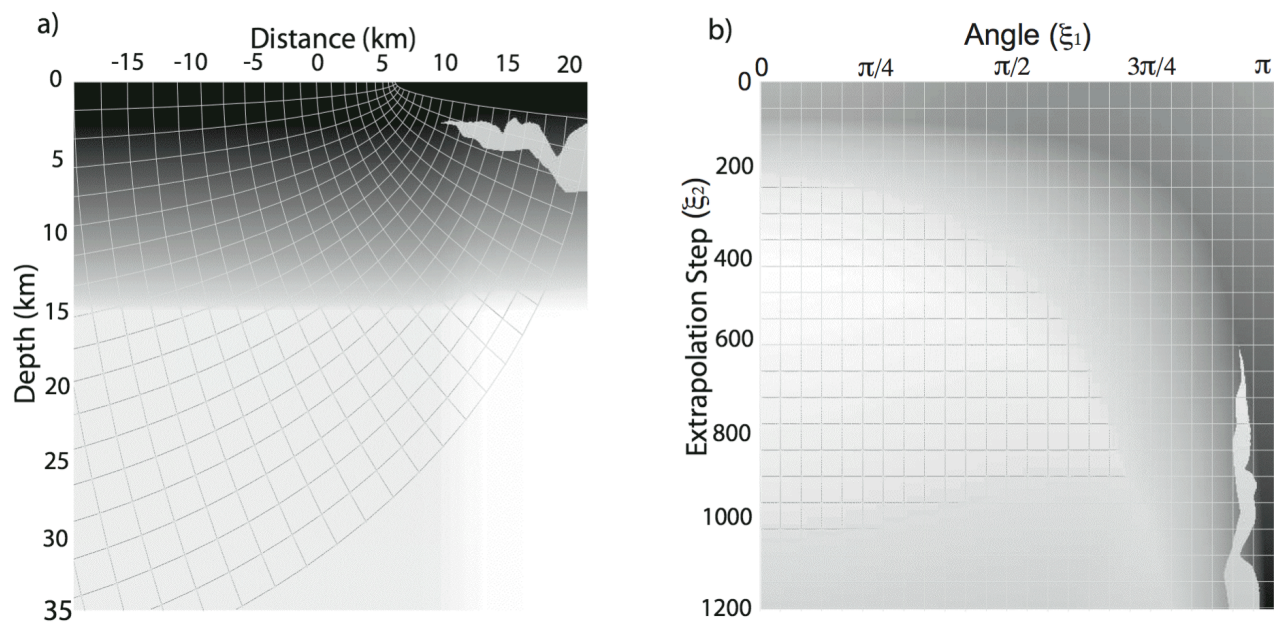 a)
Distance (km)
-15 -10 -5 0 5 10 15 20
0
5
10
15
20
25
30
35
Depth (km)
b)
Angle (ξ1)
0 π/4 π/2 3π/4 π
0
200
400
600
800
1000
1200
Extrapolation Step (ξ2)